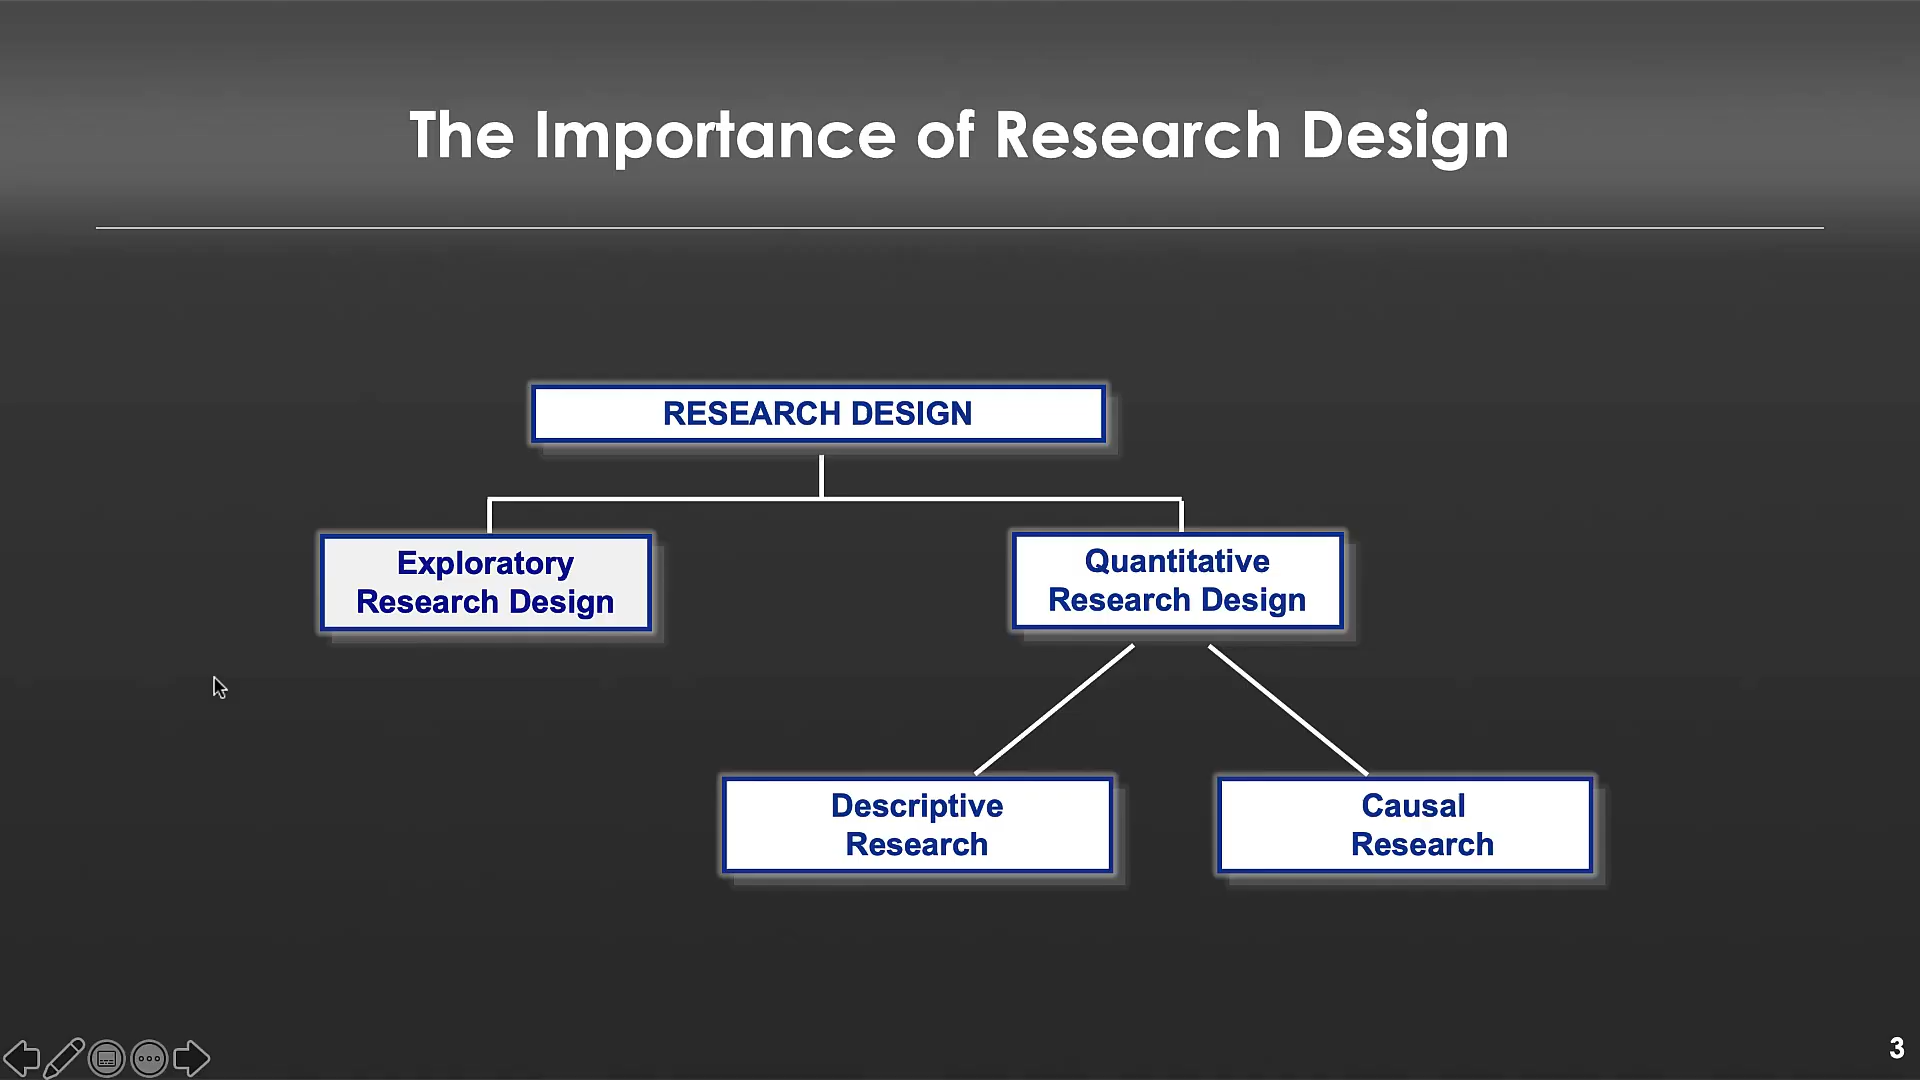 The Importance of Research Design
RESEARCH DESIGN
Exploratory
Research Design
Quantitative
Research Design
Descriptive
Research
Causal
Research
3